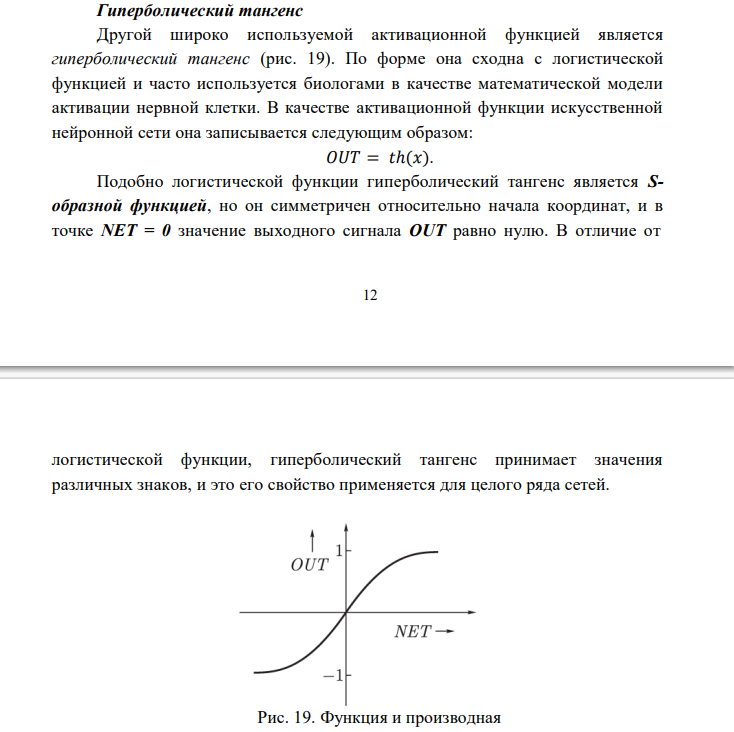 Гиперболический тангенс
Другой широко используемой активационной функцией является
гиперболический тангенс (рис. 19). По форме она сходна с логистической
функцией и часто используется биологами в качестве математической модели
активации нервной клетки. В качестве активационной функции искусственной
нейронной сети она записывается следующим образом:
OUT = th(x).
Подобно логистической функции гиперболический тангенс является S-
образной функцией, но он симметричен относительно начала координат, и в
точке NET = 0 значение выходного сигнала OUT равно нулю. В отличие от
12
логистической функции, гиперболический тангенс принимает значения
различных знаков, и это его свойство применяется для целого ряда сетей.
1
OUT
NET
−1
Рис. 19. Функция и производная